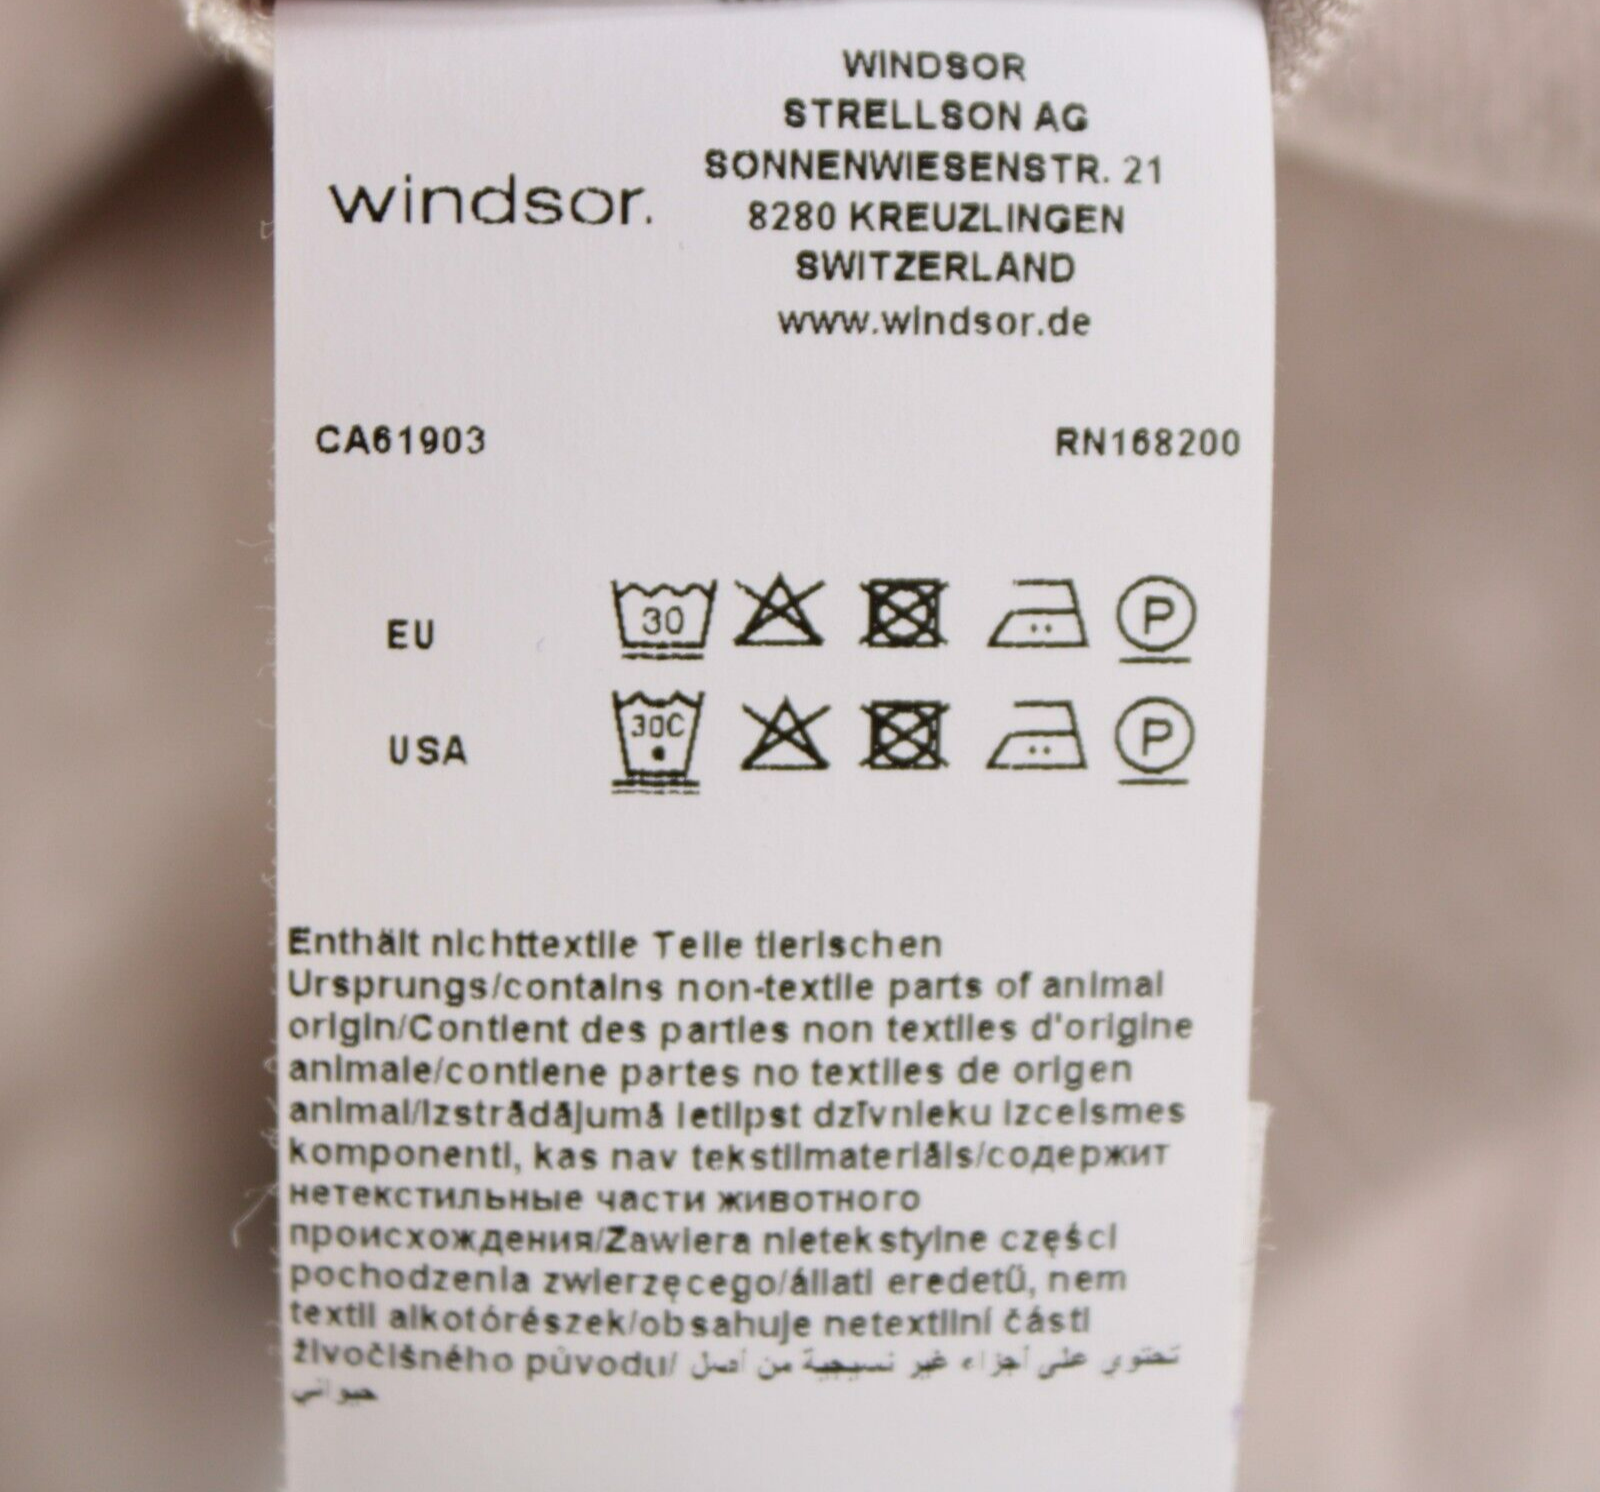 WINDSOR
STRELLSON AG
SONNENWIESENSTR. 21
8280 KREUZLINGEN
SWITZERLAND
www.windsor.de
windsor.
CA61903 RN168200
EU 30 P
USA 30C P
Enthält nichttextile Teile tierischen
Ursprungs/contains non-textile parts of animal
origin/Contient des parties non textiles d'origine
animale/contiene partes no textiles de origen
animal/Izstrādājumā ietilpst dzīvnieku izcelsmes
komponenti, kas nav tekstilmateriāls/содержит
нетекстильные части животного
происхождения/Zawiera nietekstylne części
pochodzenia zwierzęcego/állati eredetű, nem
textil alkotórészek/obsahuje netextilní části
živočišného původu/ تحتوي على أجزاء غير نسيجية من أصل
حيواني